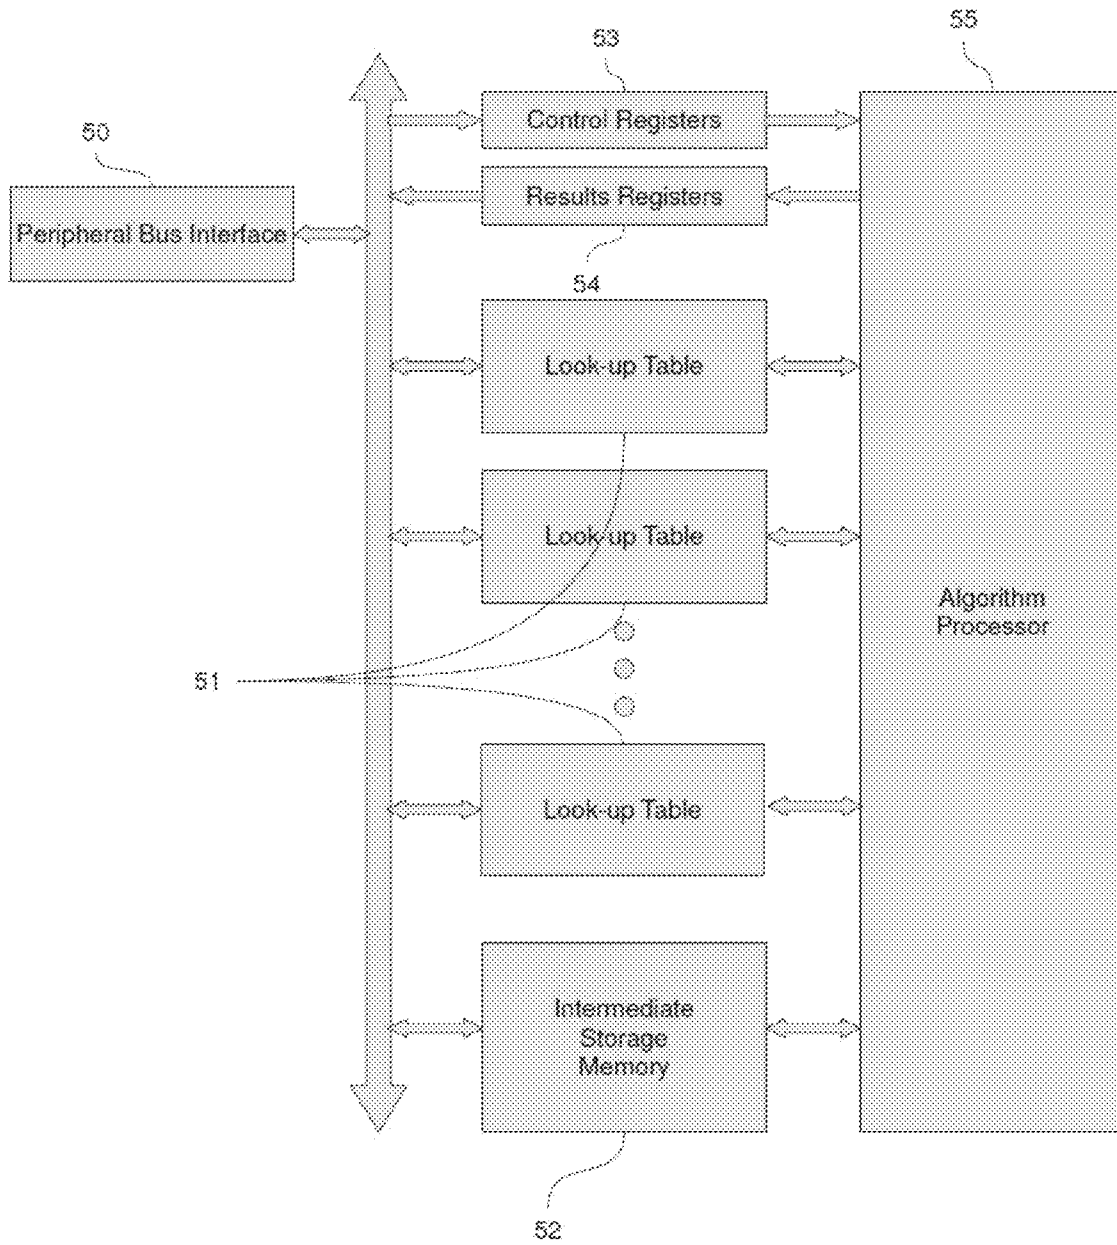 53
55
Control Registers
50
Results Registers
Peripheral Bus Interface
54
Look-up Table
Look-up Table
Algorithm
Processor
51
Look-up Table
Intermediate
Storage
Memory
52